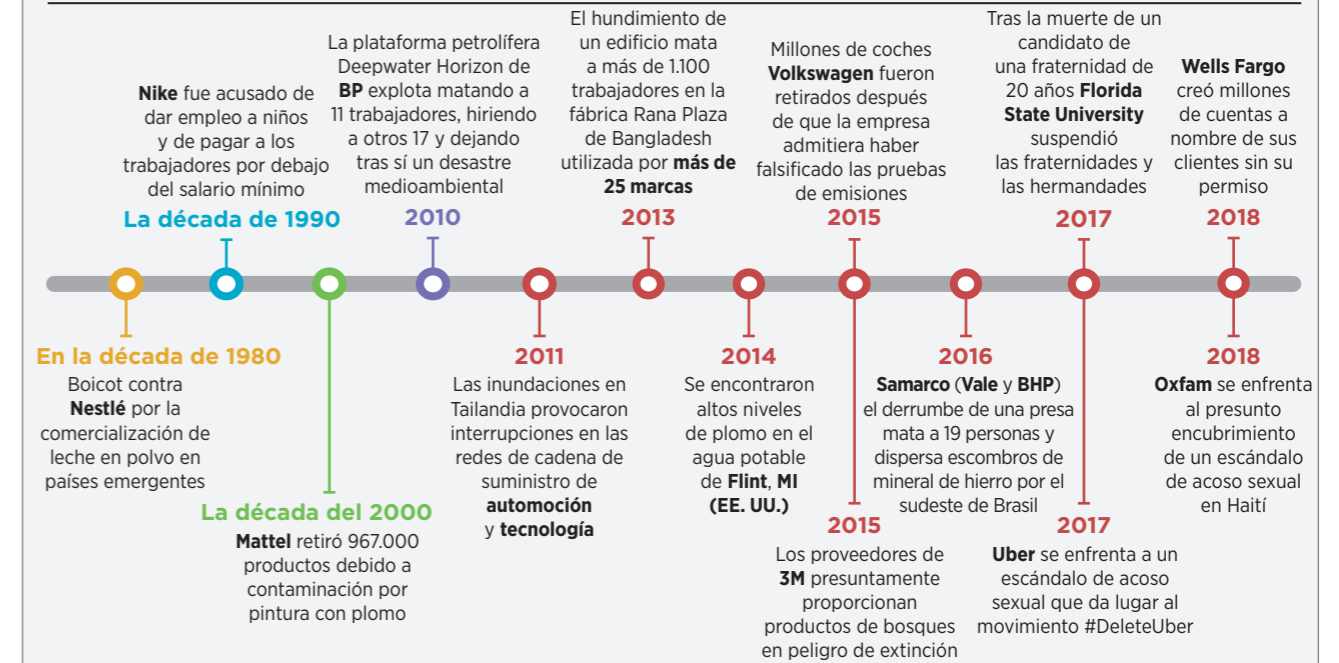 Nike fue acusado de
dar empleo a niños
y de pagar a los
trabajadores por debajo
del salario mínimo
La década de 1990
La plataforma petrolífera
Deepwater Horizon de
BP explota matando a
11 trabajadores, hiriendo
a otros 17 y dejando
tras sí un desastre
medioambiental
2010
El hundimiento de
un edificio mata
a más de 1.100
trabajadores en la
fábrica Rana Plaza
de Bangladesh
utilizada por más de
25 marcas
2013
Millones de coches
Volkswagen fueron
retirados después
de que la empresa
admitiera haber
falsificado las pruebas
de emisiones
2015
Tras la muerte de un
candidato de
una fraternidad de
20 años Florida
State University
suspendió
las fraternidades y
las hermandades
2017
Wells Fargo
creó millones
de cuentas a
nombre de sus
clientes sin su
permiso
2018
En la década de 1980
Boicot contra
Nestlé por la
comercialización de
leche en polvo en
países emergentes
La década del 2000
Mattel retiró 967.000
productos debido a
contaminación por
pintura con plomo
2011
Las inundaciones en
Tailandia provocaron
interrupciones en las
redes de cadena de
suministro de
automoción
y tecnología
2014
Se encontraron
altos niveles
de plomo en el
agua potable
de Flint, MI
(EE. UU.)
2015
Los proveedores de
3M presuntamente
proporcionan
productos de bosques
en peligro de extinción
2016
Samarco (Vale y BHP)
el derrumbe de una presa
mata a 19 personas y
dispersa escombros de
mineral de hierro por el
sudeste de Brasil
2017
Uber se enfrenta a un
escándalo de acoso
sexual que da lugar al
movimiento #DeleteUber
2018
Oxfam se enfrenta
al presunto
encubrimiento
de un escándalo
de acoso sexual
en Haití